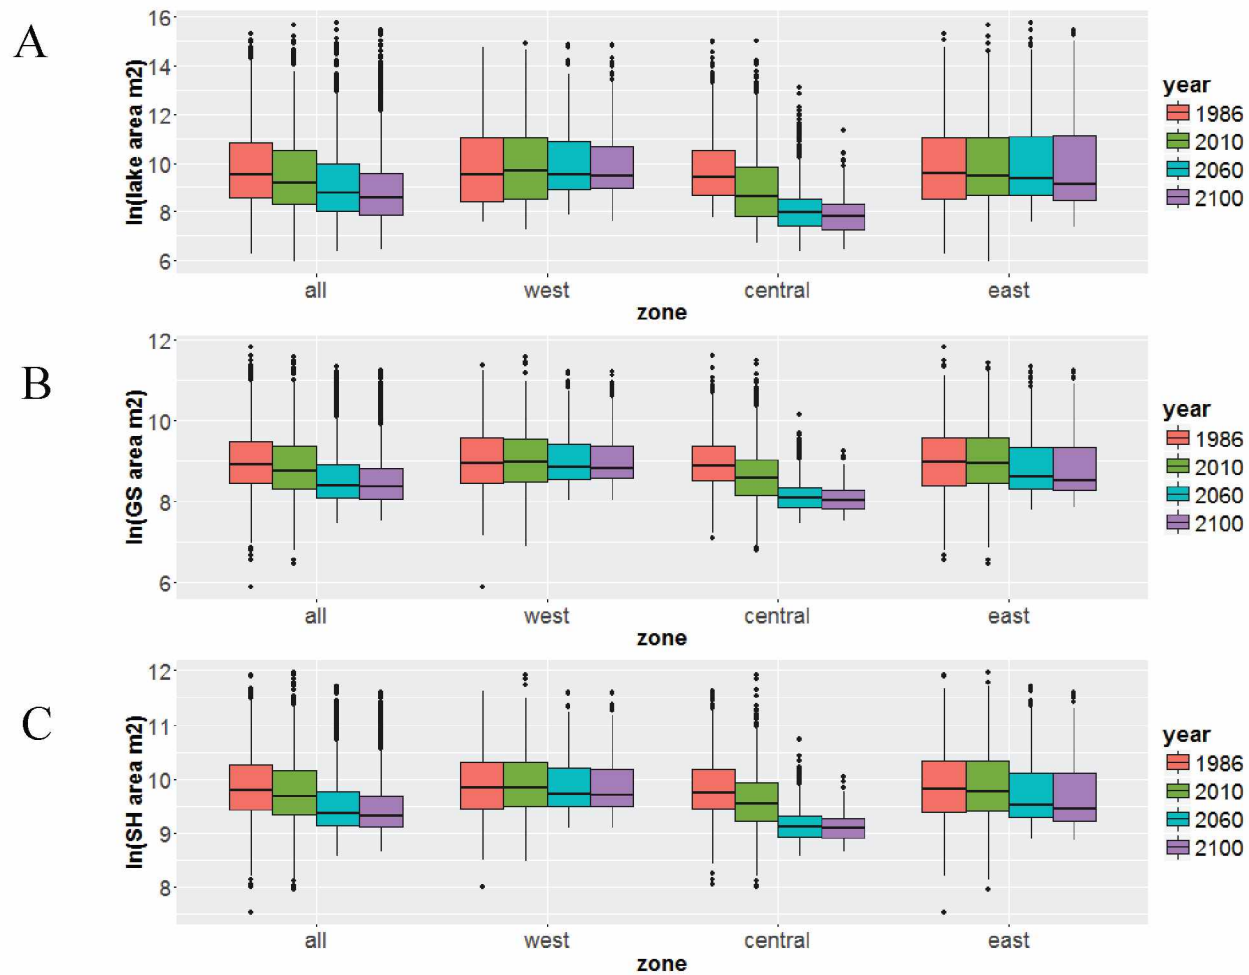 A
ln(lake area m2)
16
14
12
10
8
6
all
west
central
east
zone
year
1986
2010
2060
2100
B
ln(GS area m2)
12
10
8
6
all
west
central
east
zone
year
1986
2010
2060
2100
C
ln(SH area m2)
12
11
10
9
8
all
west
central
east
zone
year
1986
2010
2060
2100